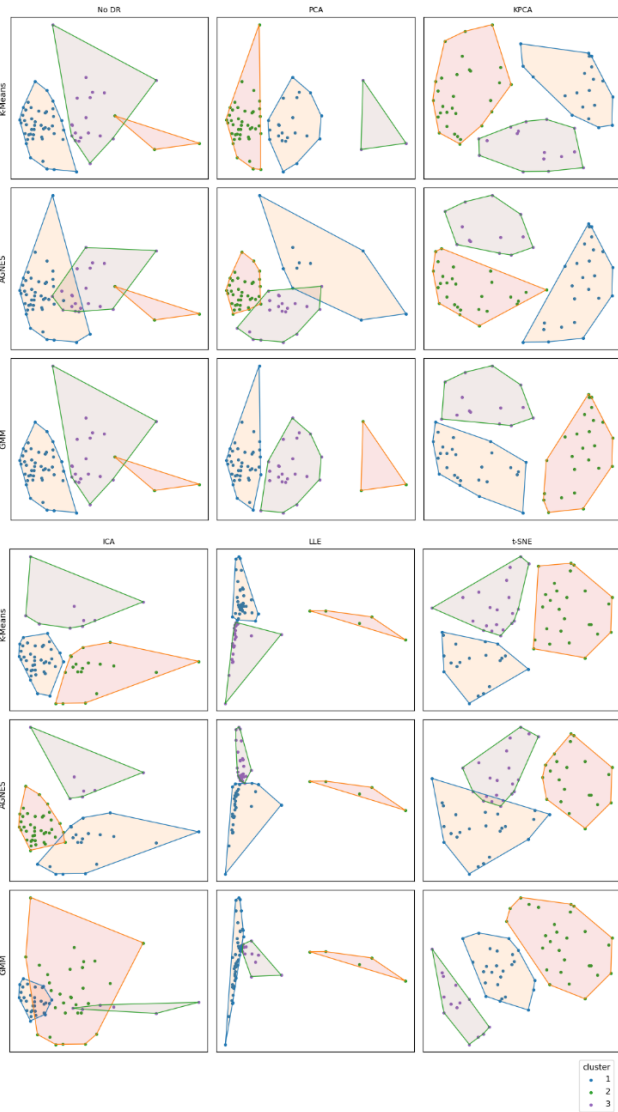 No DR PCA KPCA
K-Means
AGNES
GMM
ICA LLE t-SNE
K-Means
AGNES
GMM
cluster
1
2
3